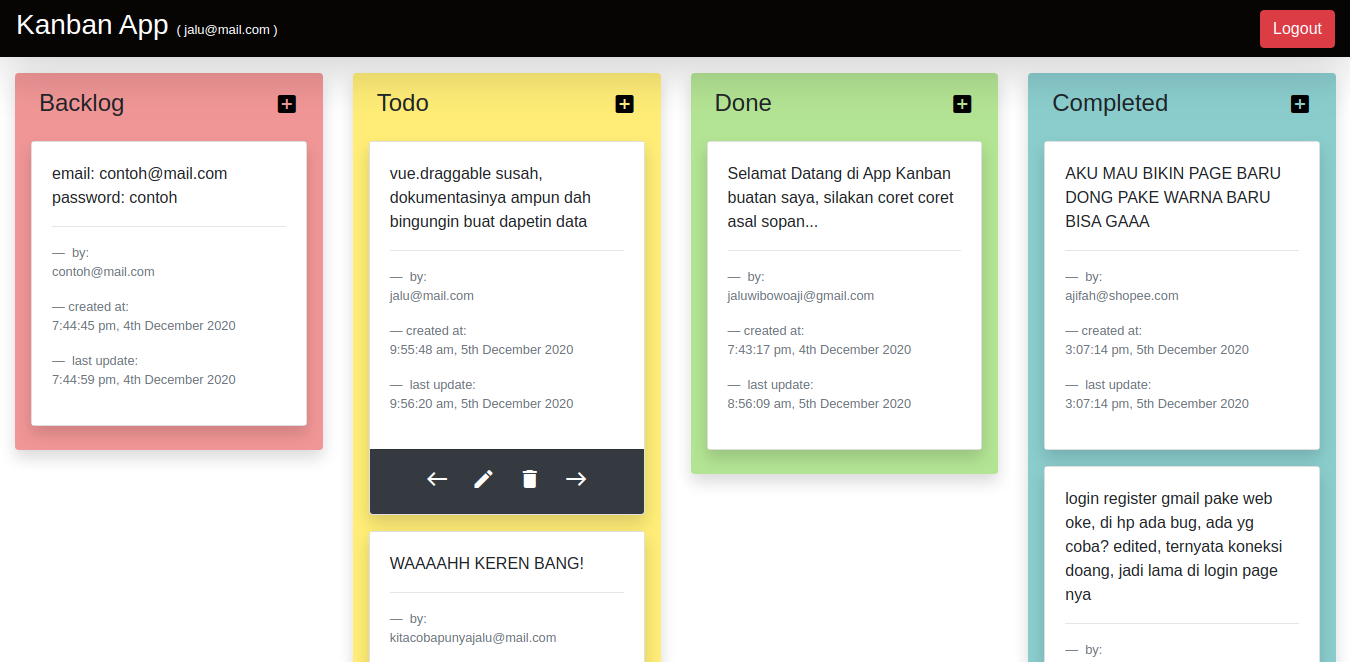 Kanban App ( jalu@mail.com )
Logout
Backlog
email: contoh@mail.com
password: contoh
— by:
contoh@mail.com
— created at:
7:44:45 pm, 4th December 2020
— last update:
7:44:59 pm, 4th December 2020
Todo
vue.draggable susah,
dokumentasinya ampun dah
bingungin buat dapetin data
— by:
jalu@mail.com
— created at:
9:55:48 am, 5th December 2020
— last update:
9:56:20 am, 5th December 2020
WAAAAHH KEREN BANG!
— by:
kitacobapunyajalu@mail.com
Done
Selamat Datang di App Kanban
buatan saya, silakan coret coret
asal sopan...
— by:
jaluwibowoaji@gmail.com
— created at:
7:43:17 pm, 4th December 2020
— last update:
8:56:09 am, 5th December 2020
Completed
AKU MAU BIKIN PAGE BARU
DONG PAKE WARNA BARU
BISA GAAA
— by:
ajifah@shopee.com
— created at:
3:07:14 pm, 5th December 2020
— last update:
3:07:14 pm, 5th December 2020
login register gmail pake web
oke, di hp ada bug, ada yg
coba? edited, ternyata koneksi
doang, jadi lama di login page
nya
— by: